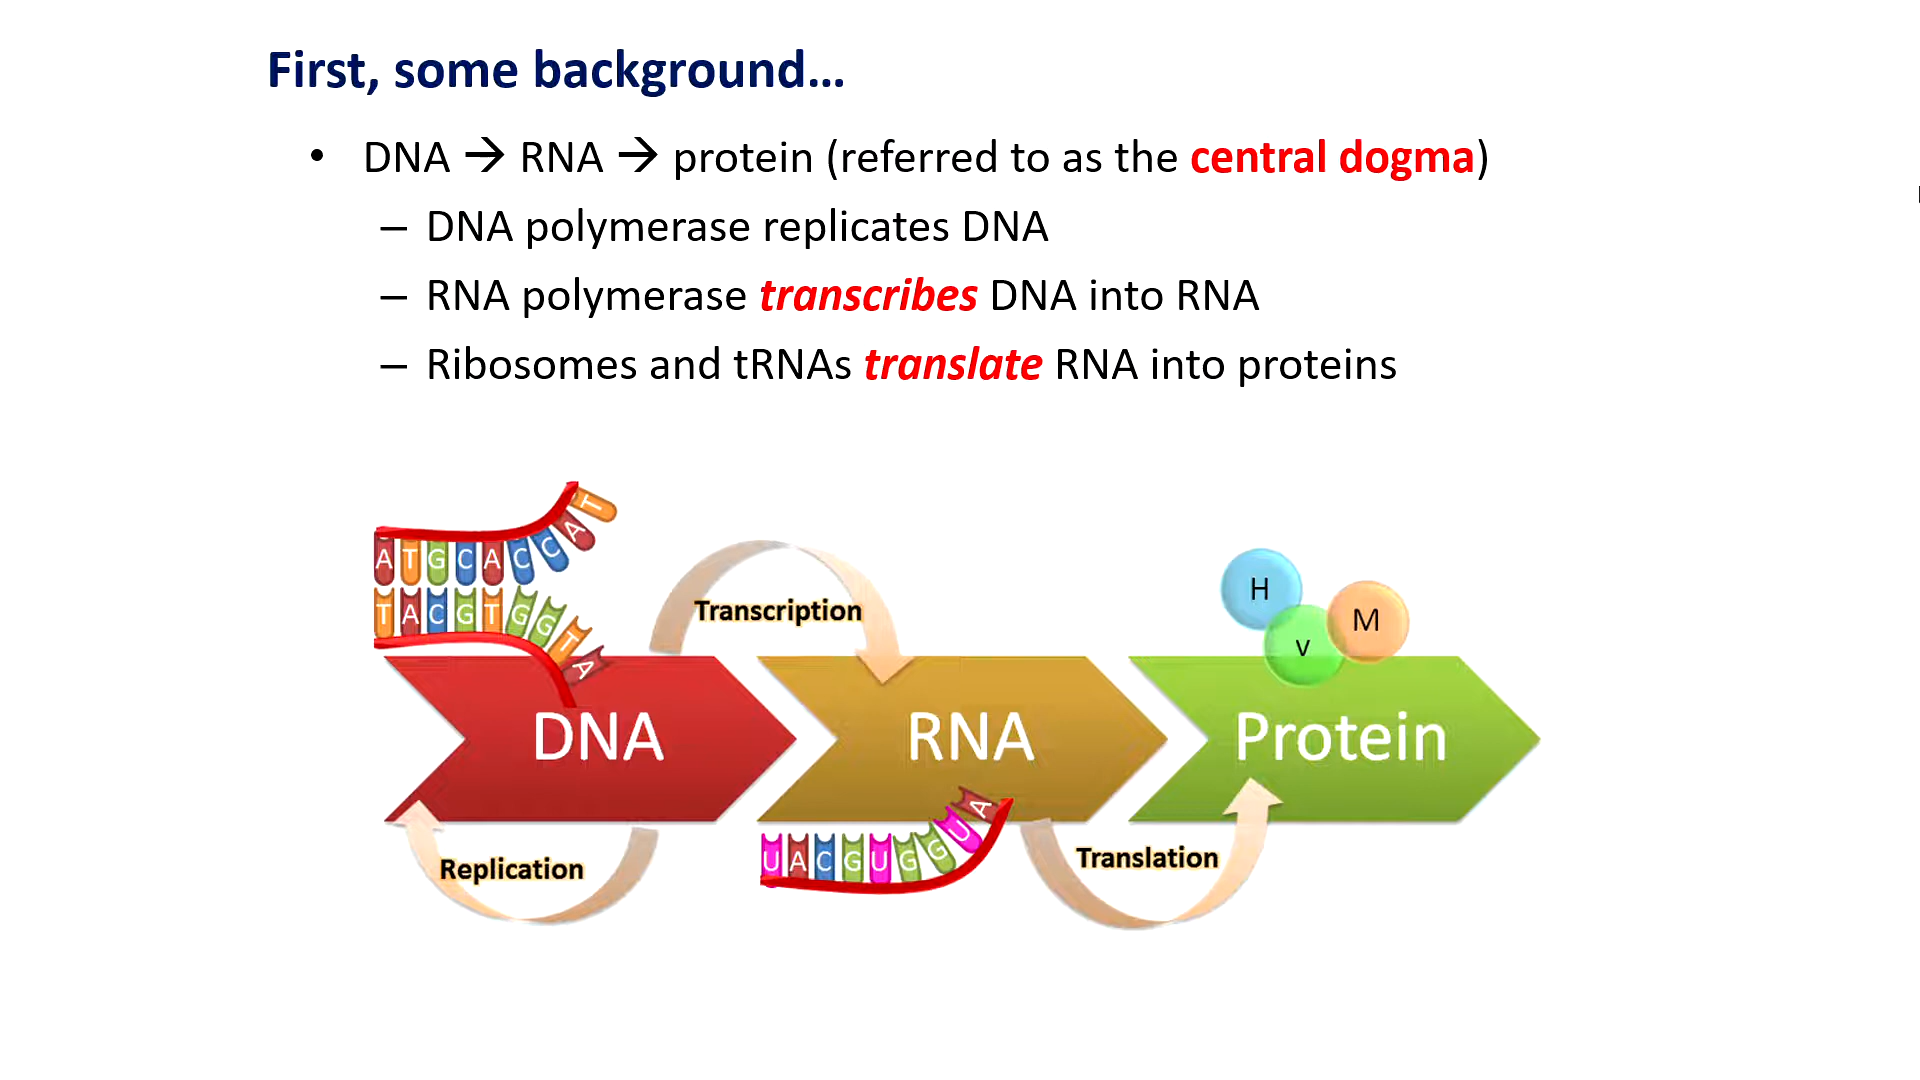 First, some background...
• DNA → RNA → protein (referred to as the central dogma)
– DNA polymerase replicates DNA
– RNA polymerase transcribes DNA into RNA
– Ribosomes and tRNAs translate RNA into proteins
ATGCACCAT
TACGTGGTA
Transcription
H
V
M
DNA
RNA
Protein
Replication
UACGUGGUA
Translation